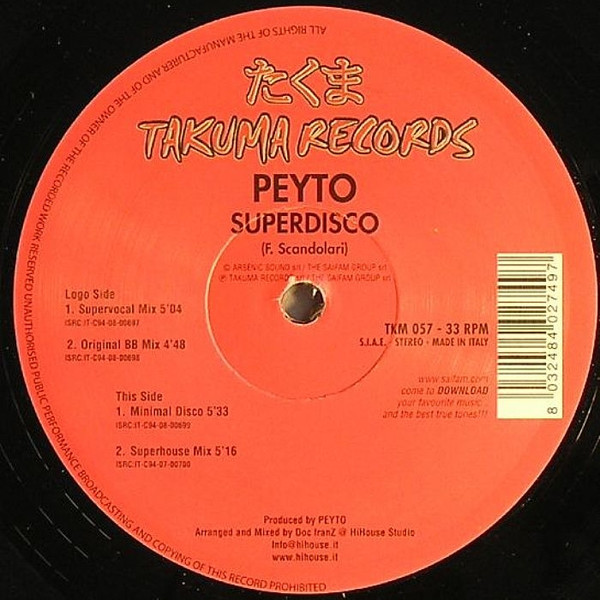 ALL RIGHTS OF THE MANUFACTURER AND OF THE OWNER OF THE RECORDED WORK RESERVED UNAUTHORISED PUBLIC PERFORMANCE BROADCASTING AND COPYING OF THIS RECORD PROHIBITED
たくま
TAKUMA RECORDS
PEYTO
SUPERDISCO
(F. Scandolari)
© ARSENIC SOUND srl / THE SAIFAM GROUP srl
℗ TAKUMA RECORDS srl / THE SAIFAM GROUP srl
Logo Side
1. Supervocal Mix 5'04
ISRC:IT-C94-08-00697
2. Original BB Mix 4'48
ISRC:IT-C94-08-00698
TKM 057 - 33 RPM
S.I.A.E. - STEREO - MADE IN ITALY
www.saifam.com
come to DOWNLOAD
your favourite music .
and the best true tones!!!
8 032484 027497
This Side
1. Minimal Disco 5'33
ISRC:IT-C94-08-00699
2. Superhouse Mix 5'16
ISRC:IT-C94-07-00700
Produced by PEYTO
Arranged and Mixed by Doc franZ @ HiHouse Studio
Info@hihouse.it
www.hihouse.it